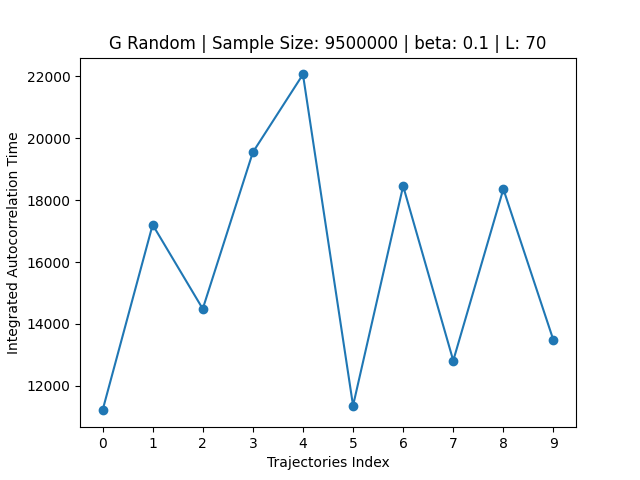 G Random | Sample Size: 9500000 | beta: 0.1 | L: 70
Integrated Autocorrelation Time
22000
20000
18000
16000
14000
12000
0 1 2 3 4 5 6 7 8 9
Trajectories Index